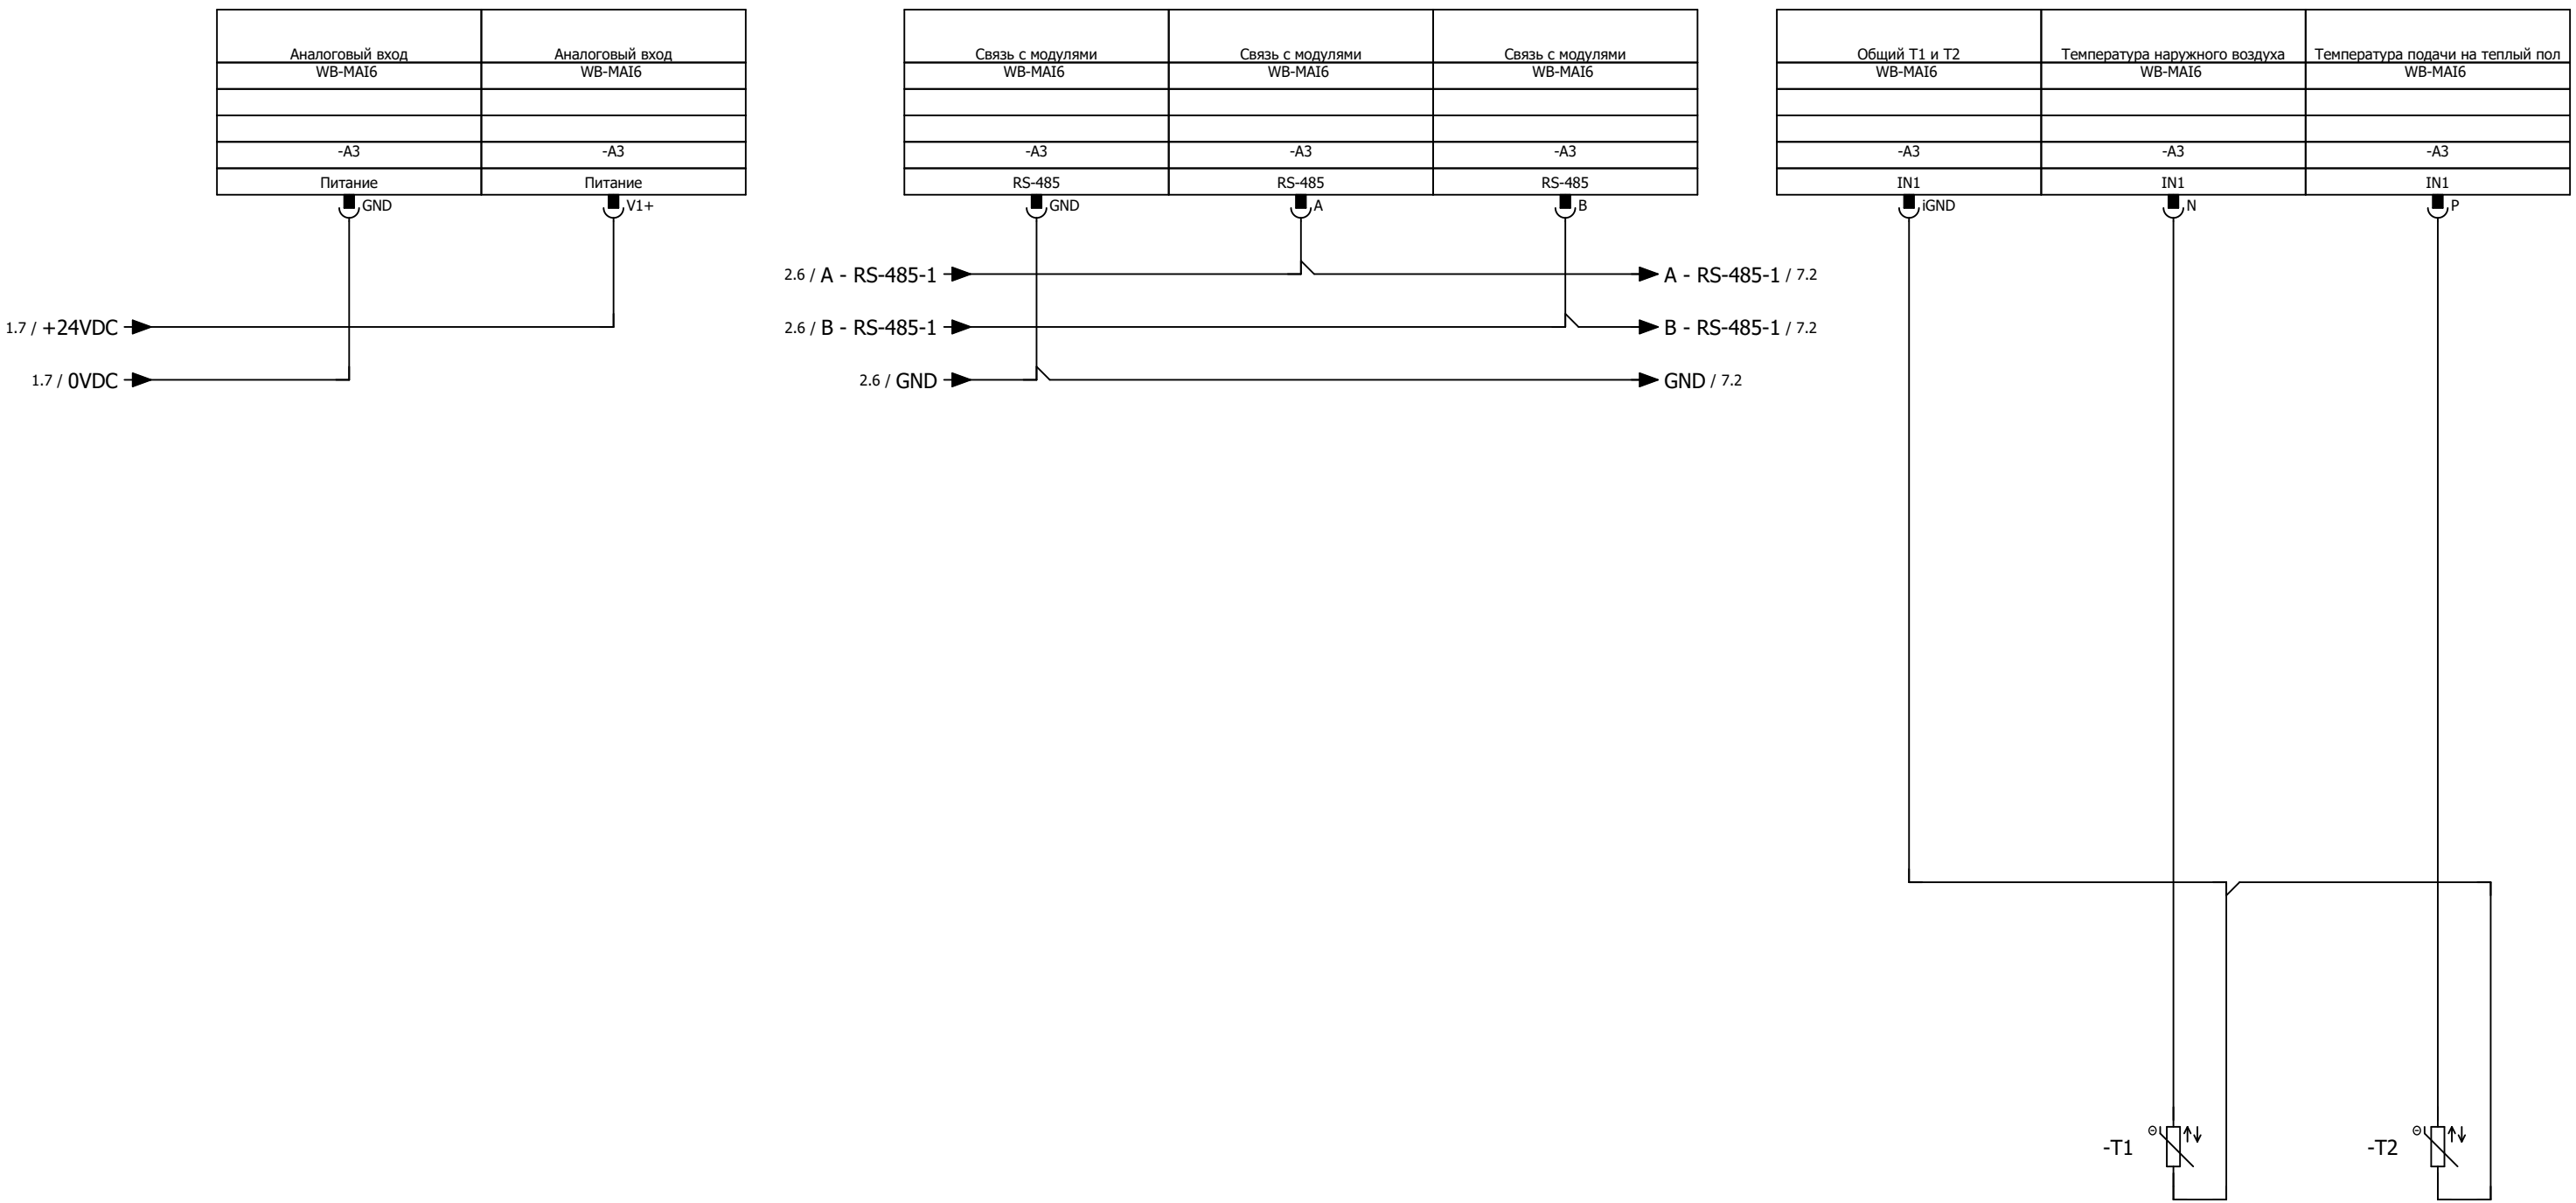 Аналоговый вход Аналоговый вход Связь с модулями Связь с модулями Связь с модулями Общий T1 и T2 Температура наружного воздуха Температура подачи на теплый пол
WB-MAI6 WB-MAI6 WB-MAI6 WB-MAI6 WB-MAI6 WB-MAI6 WB-MAI6 WB-MAI6
-A3 -A3 -A3 -A3 -A3 -A3 -A3 -A3
Питание Питание RS-485 RS-485 RS-485 IN1 IN1 IN1
GND V1+ GND A B iGND N P
2.6 / A - RS-485-1 A - RS-485-1 / 7.2
1.7 / +24VDC 2.6 / B - RS-485-1 B - RS-485-1 / 7.2
1.7 / 0VDC 2.6 / GND GND / 7.2
-T1 -T2